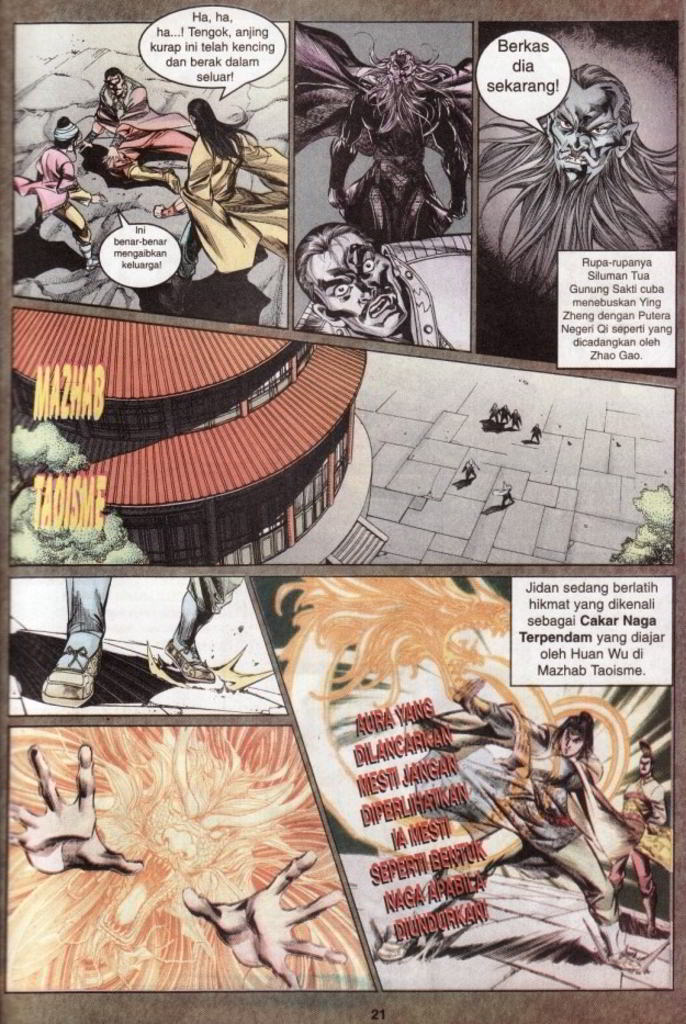 Ha, ha,
ha...! Tengok, anjing
kurap ini telah kencing
dan berak dalam
seluar!
Ini
benar-benar
mengaibkan
keluarga!
Berkas
dia
sekarang!
Rupa-rupanya
Siluman Tua
Gunung Sakti cuba
menebuskan Ying
Zheng dengan Putera
Negeri Qi seperti yang
dicadangkan oleh
Zhao Gao.
MAZHAB
TAOISME
Jidan sedang berlatih
hikmat yang dikenali
sebagai Cakar Naga
Terpendam yang diajar
oleh Huan Wu di
Mazhab Taoisme.
AURA YANG
DILANCARKAN
MESTI JANGAN
DIPERLIHATKAN
IA MESTI
SEPERTI BENTUK
NAGA APABILA
DIUNDURKAN!
21